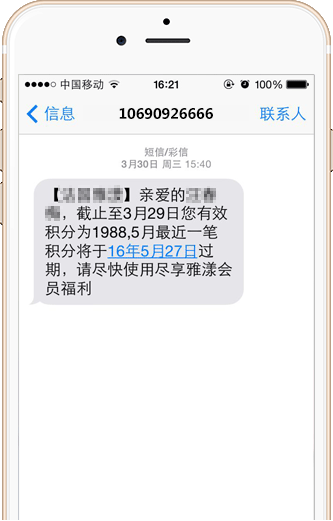 中国移动 16:21 100%
信息 10690926666 联系人
短信/彩信
3月30日 周三 15:40
【 】亲爱的
，截止至3月29日您有效
积分为1988,5月最近一笔
积分将于16年5月27日过
期，请尽快使用尽享雅漾会
员福利